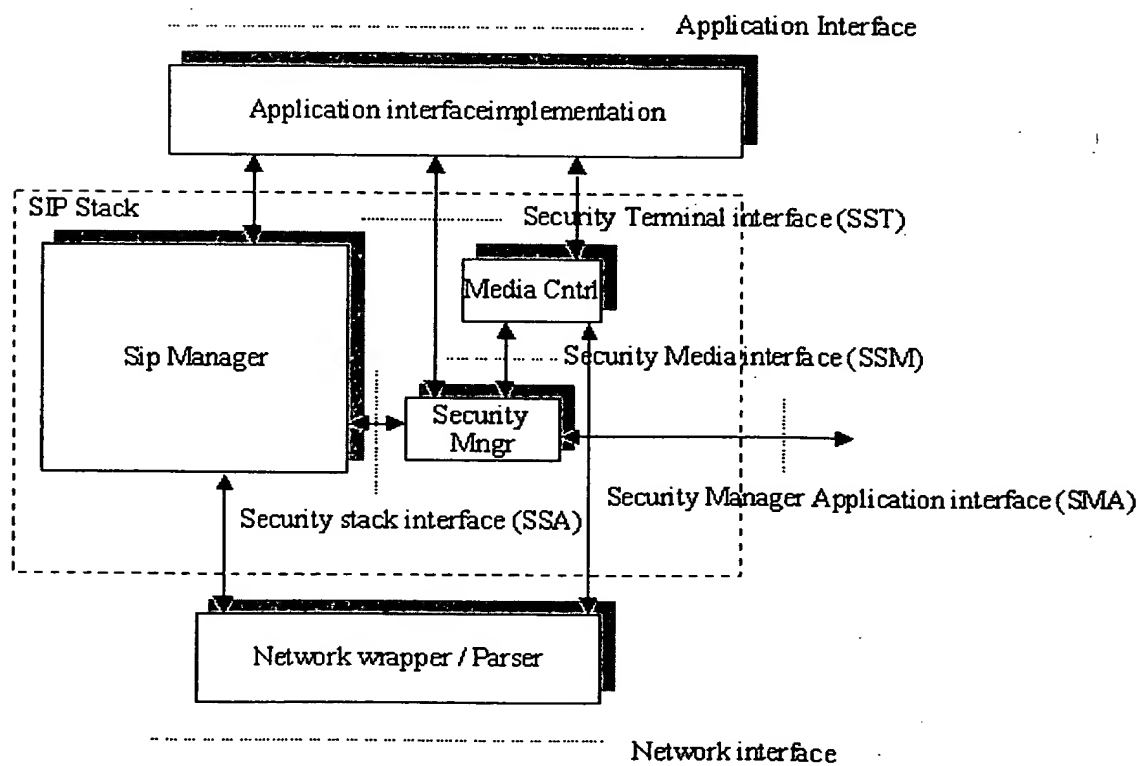 Application Interface
Application interfaceimplementation
SIP Stack
Security Terminal interface (SST)
Media Cntrl
Sip Manager
Security Media interface (SSM)
Security
Mngr
Security Manager Application interface (SMA)
Security stack interface (SSA)
Network wrapper / Parser
Network interface